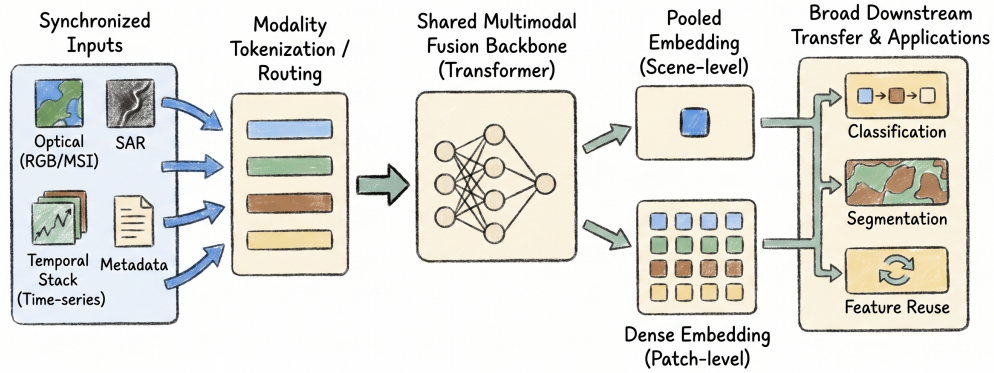 Synchronized
Inputs
Optical
(RGB/MSI)
SAR
Temporal
Stack
(Time-series)
Metadata
Modality
Tokenization /
Routing
Shared Multimodal
Fusion Backbone
(Transformer)
Pooled
Embedding
(Scene-level)
Dense Embedding
(Patch-level)
Broad Downstream
Transfer & Applications
Classification
Segmentation
Feature Reuse